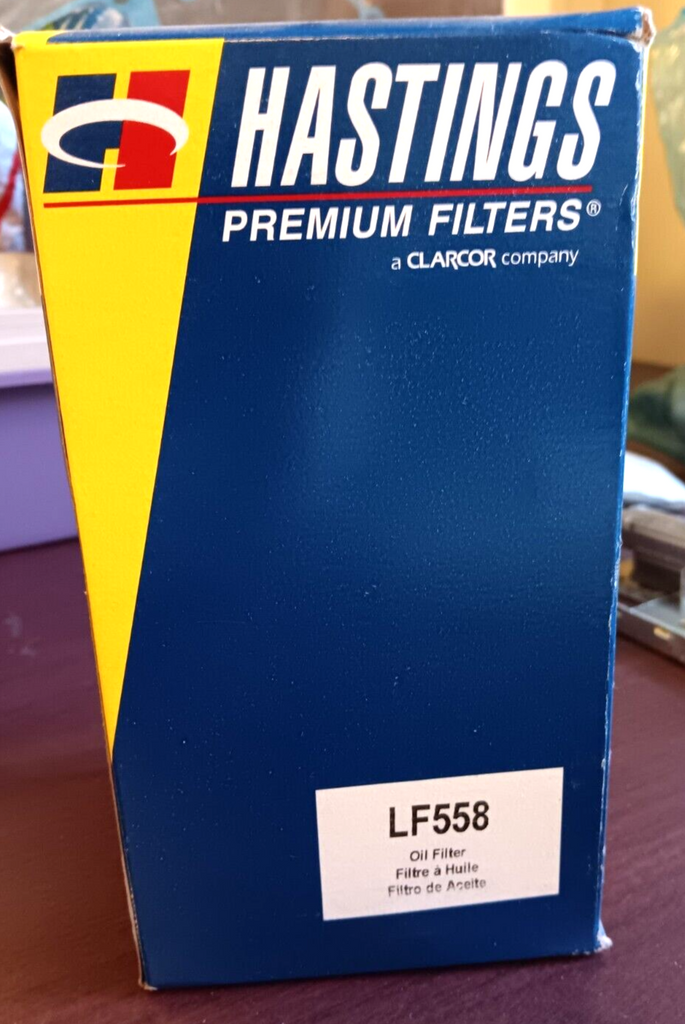 HASTINGS
PREMIUM FILTERS®
a CLARCOR company
LF558
Oil Filter
Filtre à Huile
Filtro de Aceite